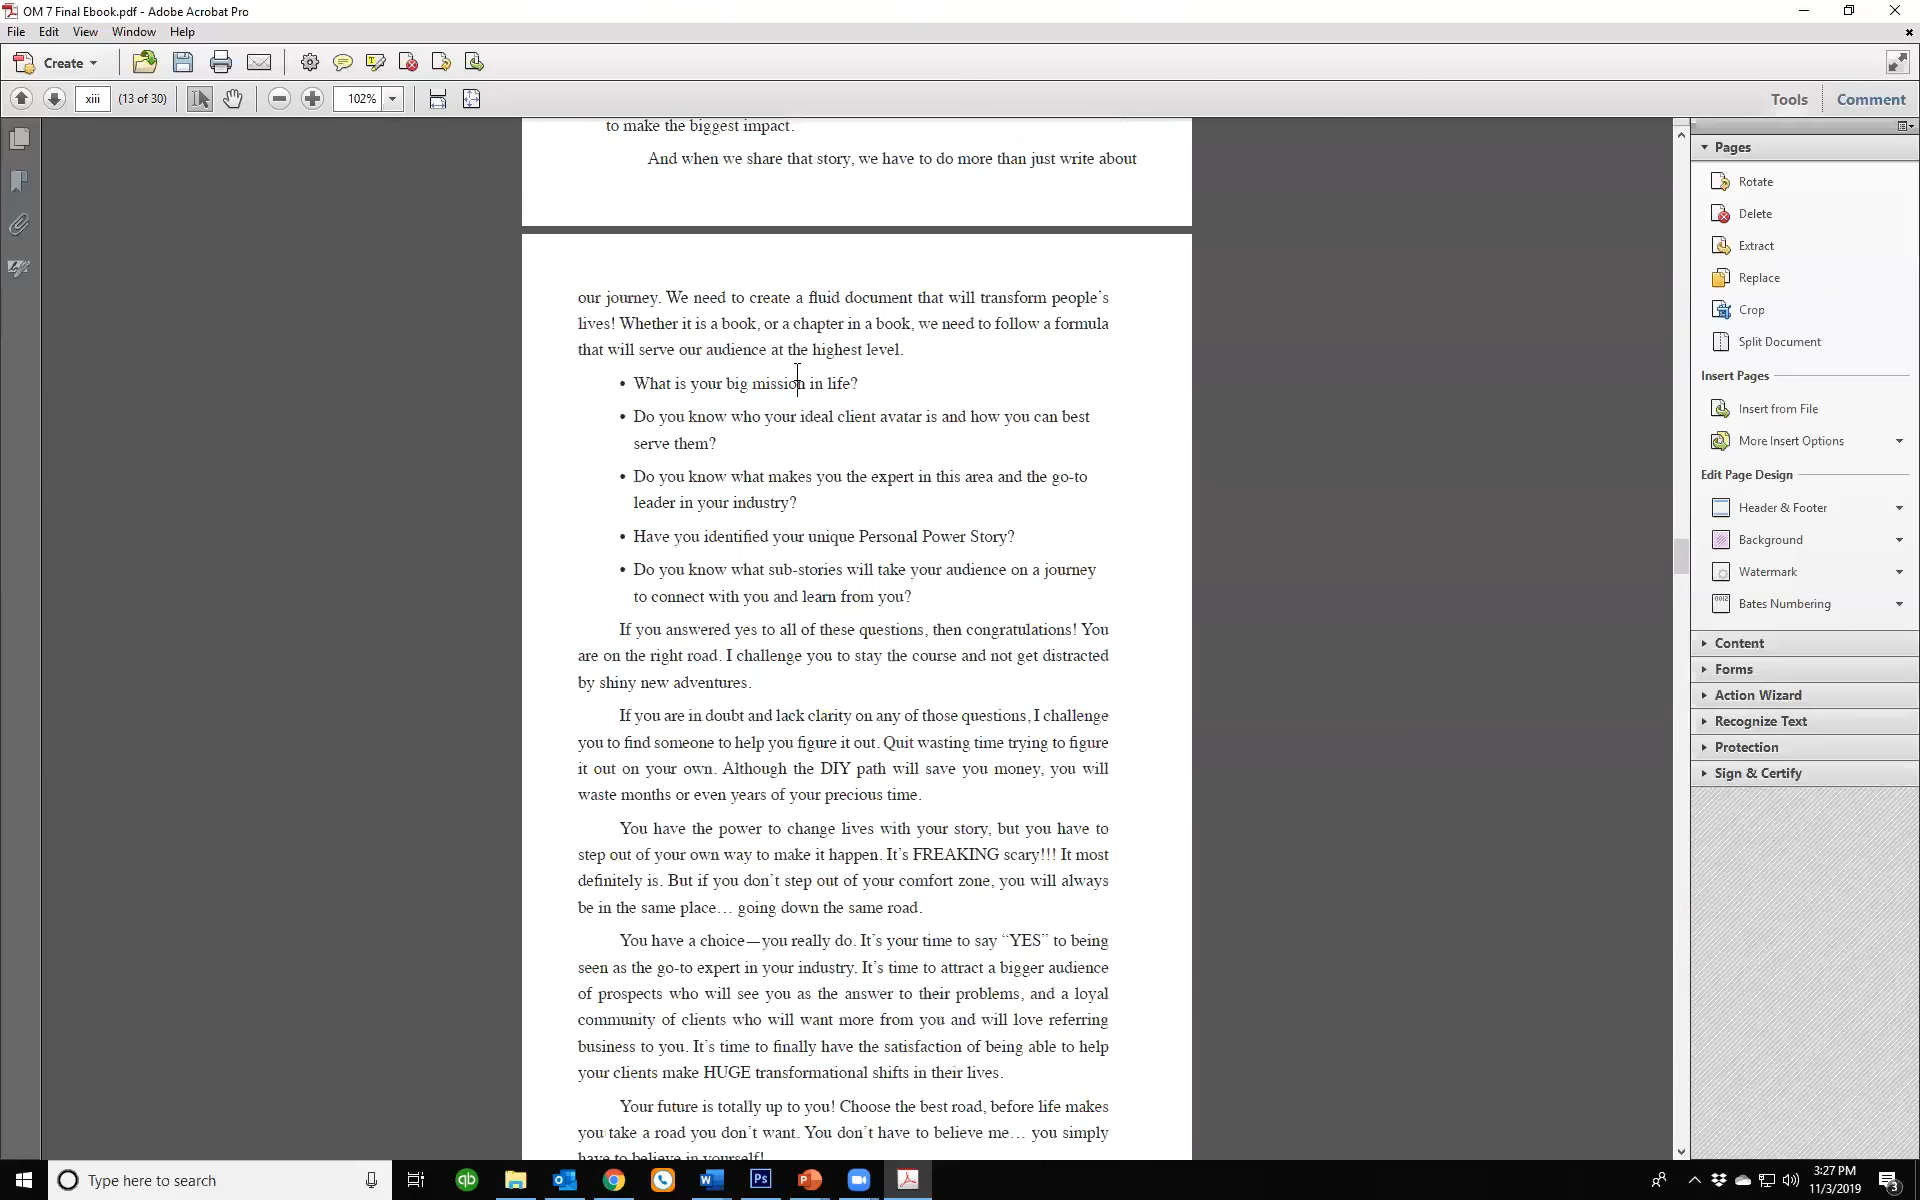 OM 7 Final Ebook.pdf - Adobe Acrobat Pro
File Edit View Window Help
Create
xiii (13 of 30) 102% Tools Comment
to make the biggest impact.
And when we share that story, we have to do more than just write about
our journey. We need to create a fluid document that will transform people's
lives! Whether it is a book, or a chapter in a book, we need to follow a formula
that will serve our audience at the highest level.
• What is your big mission in life?
• Do you know who your ideal client avatar is and how you can best
serve them?
• Do you know what makes you the expert in this area and the go-to
leader in your industry?
• Have you identified your unique Personal Power Story?
• Do you know what sub-stories will take your audience on a journey
to connect with you and learn from you?
If you answered yes to all of these questions, then congratulations! You
are on the right road. I challenge you to stay the course and not get distracted
by shiny new adventures.
If you are in doubt and lack clarity on any of those questions, I challenge
you to find someone to help you figure it out. Quit wasting time trying to figure
it out on your own. Although the DIY path will save you money, you will
waste months or even years of your precious time.
You have the power to change lives with your story, but you have to
step out of your own way to make it happen. It's FREAKING scary!!! It most
definitely is. But if you don't step out of your comfort zone, you will always
be in the same place… going down the same road.
You have a choice—you really do. It's your time to say “YES” to being
seen as the go-to expert in your industry. It's time to attract a bigger audience
of prospects who will see you as the answer to their problems, and a loyal
community of clients who will want more from you and will love referring
business to you. It's time to finally have the satisfaction of being able to help
your clients make HUGE transformational shifts in their lives.
Your future is totally up to you! Choose the best road, before life makes
you take a road you don't want. You don't have to believe me… you simply
have to believe in yourself!
Pages
Rotate
Delete
Extract
Replace
Crop
Split Document
Insert Pages
Insert from File
More Insert Options
Edit Page Design
Header & Footer
Background
Watermark
Bates Numbering
Content
Forms
Action Wizard
Recognize Text
Protection
Sign & Certify
Type here to search
qb
W
Ps
P
3:27 PM
11/3/2019
3